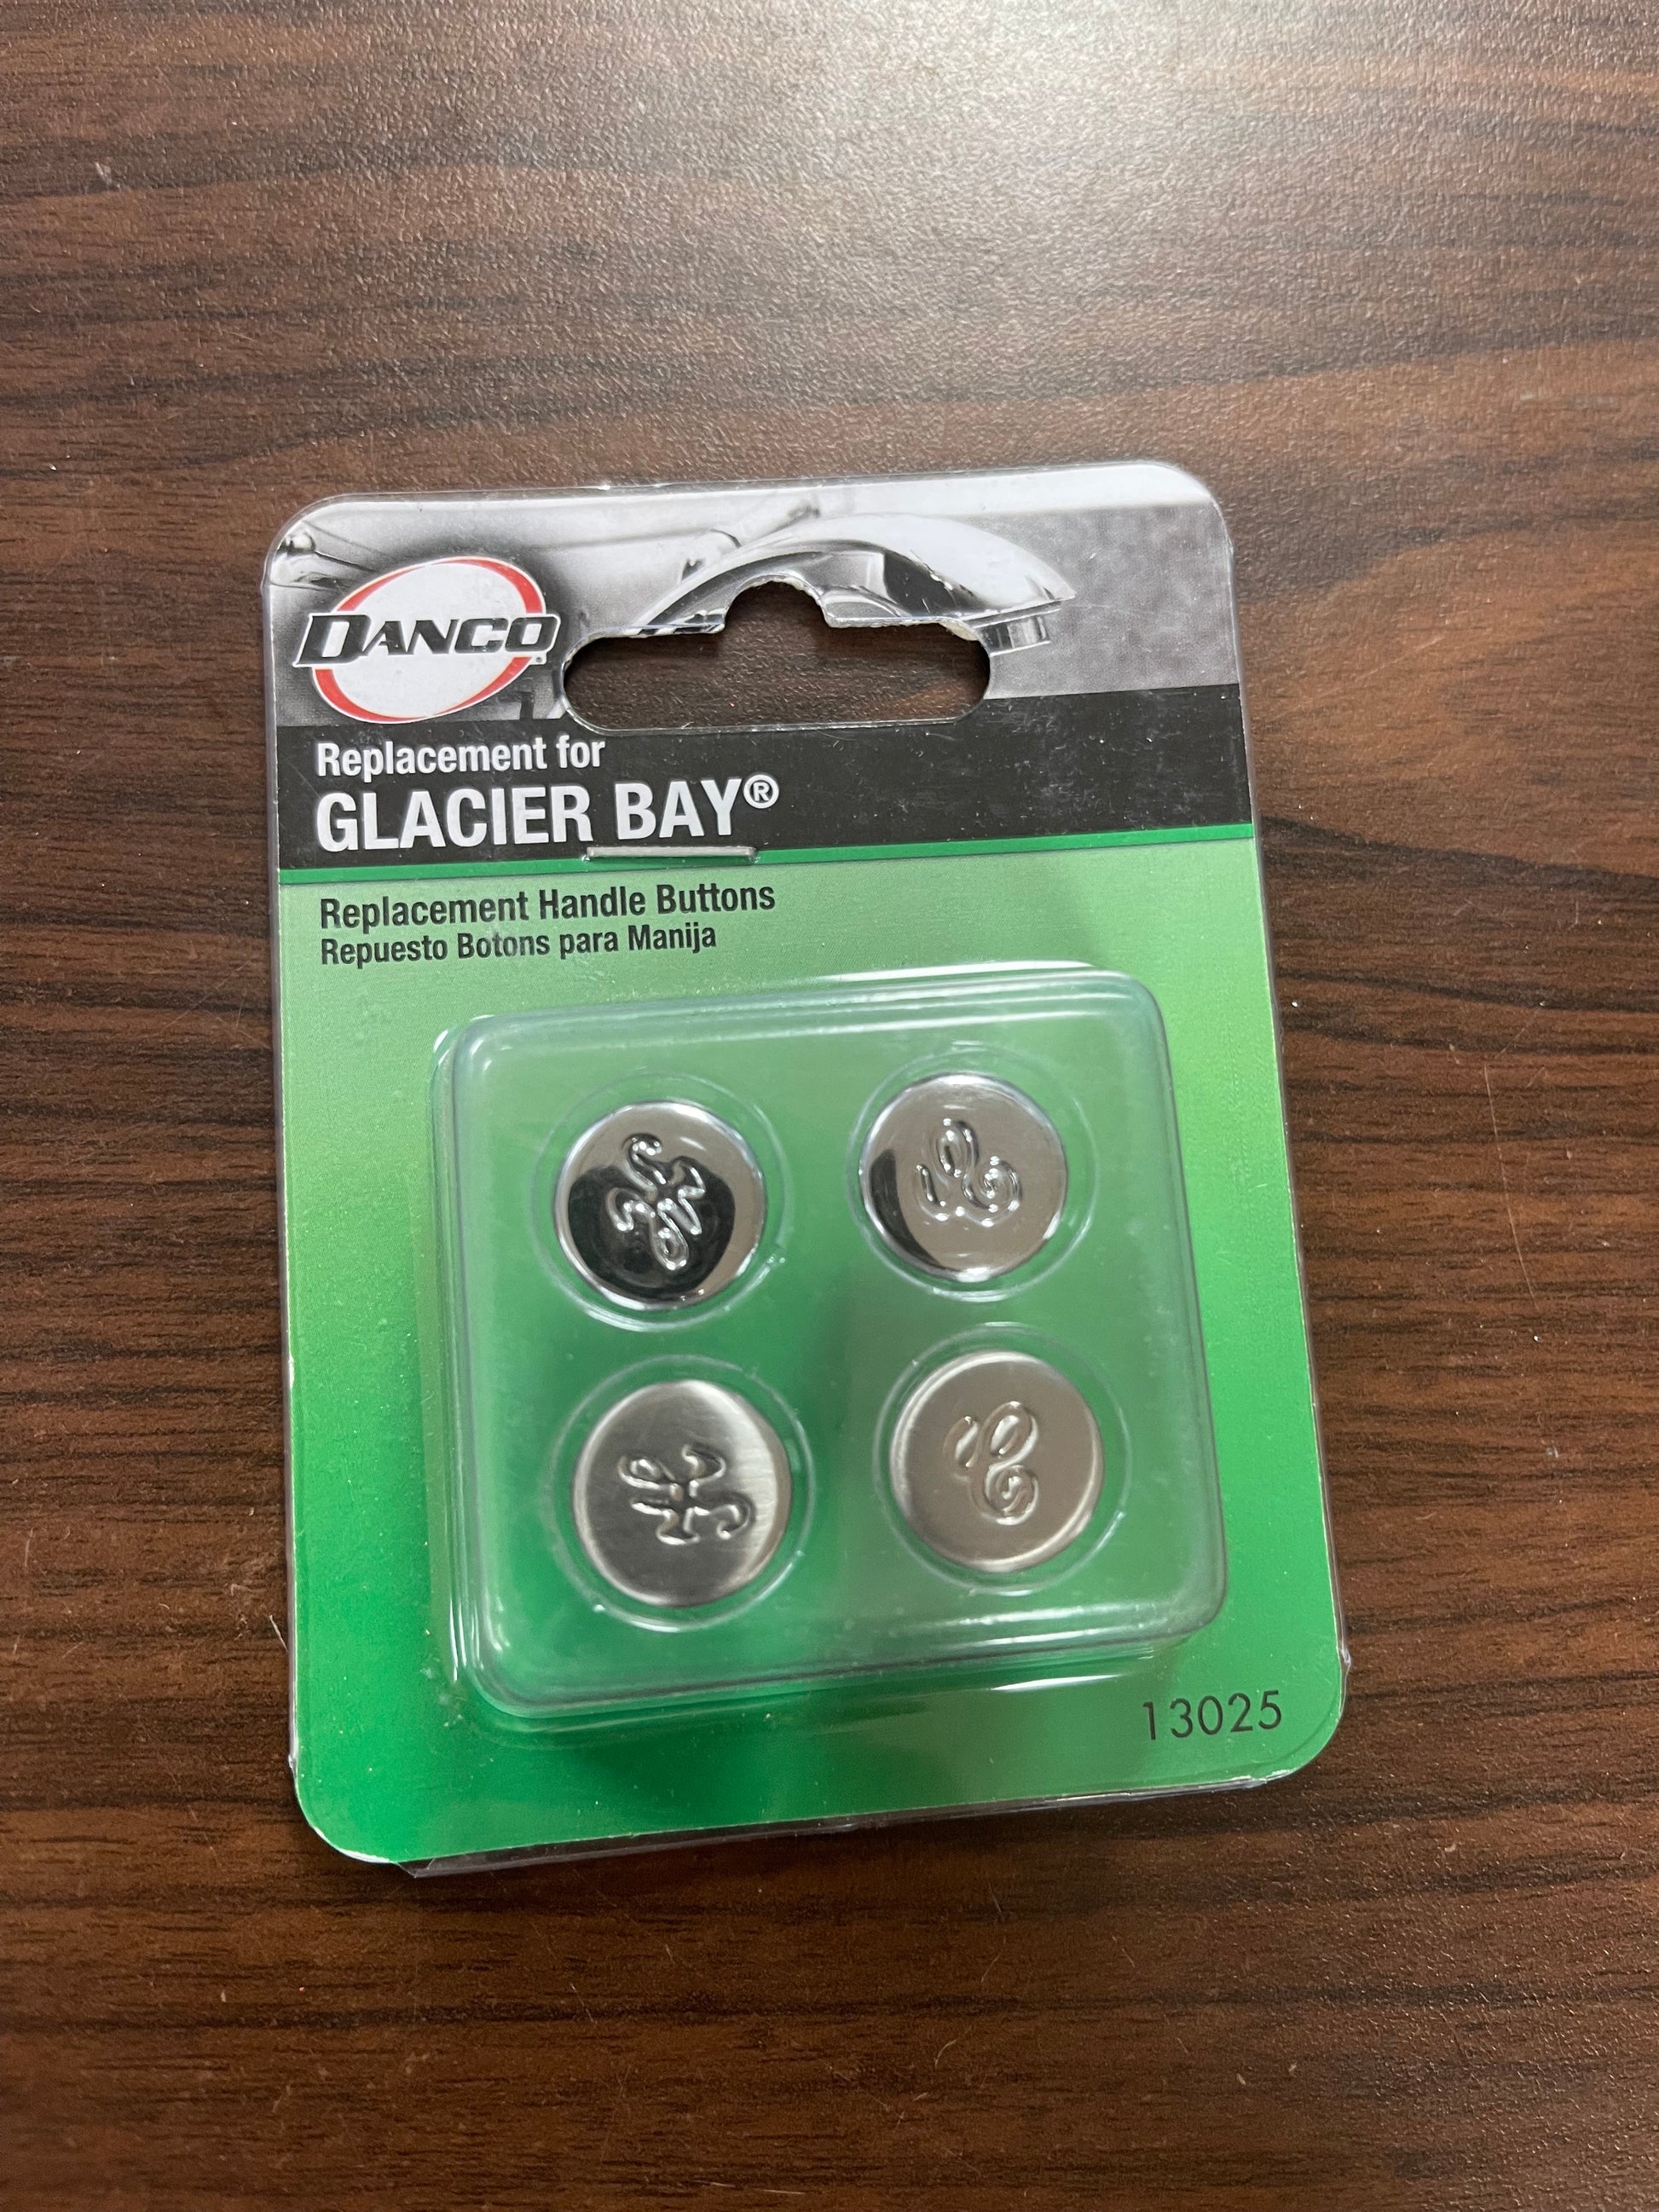 DANCO
Replacement for
GLACIER BAY®
Replacement Handle Buttons
Repuesto Botons para Manija
H C
H C
13025